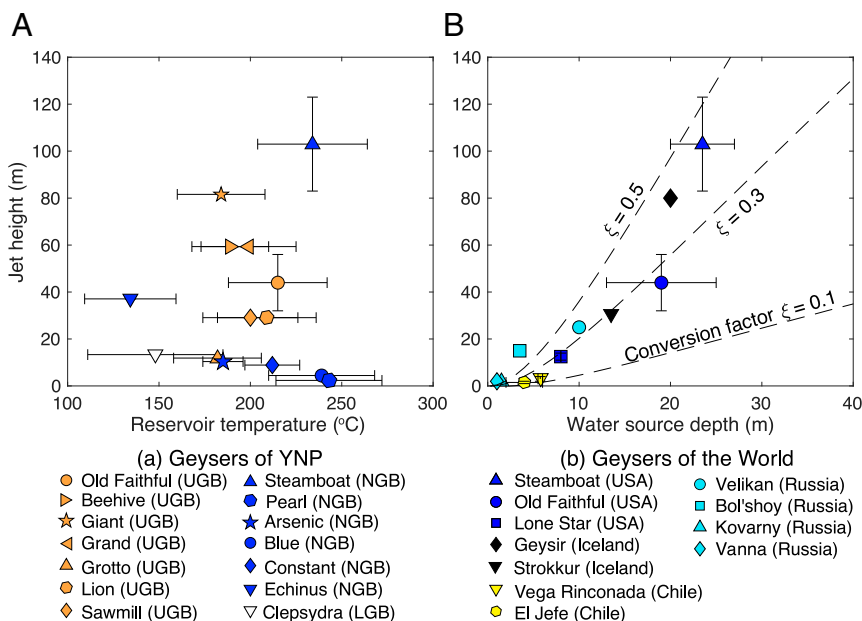 A
Jet height (m)
140
120
100
80
60
40
20
0
100
150
200
250
300
Reservoir temperature (°C)
(a) Geysers of YNP
Old Faithful (UGB)
Beehive (UGB)
Giant (UGB)
Grand (UGB)
Grotto (UGB)
Lion (UGB)
Sawmill (UGB)
Steamboat (NGB)
Pearl (NGB)
Arsenic (NGB)
Blue (NGB)
Constant (NGB)
Echinus (NGB)
Clepsydra (LGB)
B
140
120
100
80
60
40
20
0
ξ = 0.5
ξ = 0.3
Conversion factor ξ = 0.1
0
10
20
30
40
Water source depth (m)
(b) Geysers of the World
Steamboat (USA)
Old Faithful (USA)
Lone Star (USA)
Geysir (Iceland)
Strokkur (Iceland)
Vega Rinconada (Chile)
El Jefe (Chile)
Velikan (Russia)
Bol'shoy (Russia)
Kovarny (Russia)
Vanna (Russia)